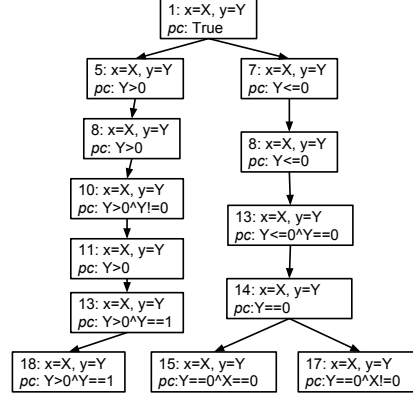 1: x=X, y=Y
pc: True
5: x=X, y=Y
pc: Y>0
7: x=X, y=Y
pc: Y<=0
8: x=X, y=Y
pc: Y>0
8: x=X, y=Y
pc: Y<=0
10: x=X, y=Y
pc: Y>0^Y!=0
13: x=X, y=Y
pc: Y<=0^Y==0
11: x=X, y=Y
pc: Y>0
14: x=X, y=Y
pc:Y==0
13: x=X, y=Y
pc: Y>0^Y==1
18: x=X, y=Y
pc: Y>0^Y==1
15: x=X, y=Y
pc:Y==0^X==0
17: x=X, y=Y
pc:Y==0^X!=0